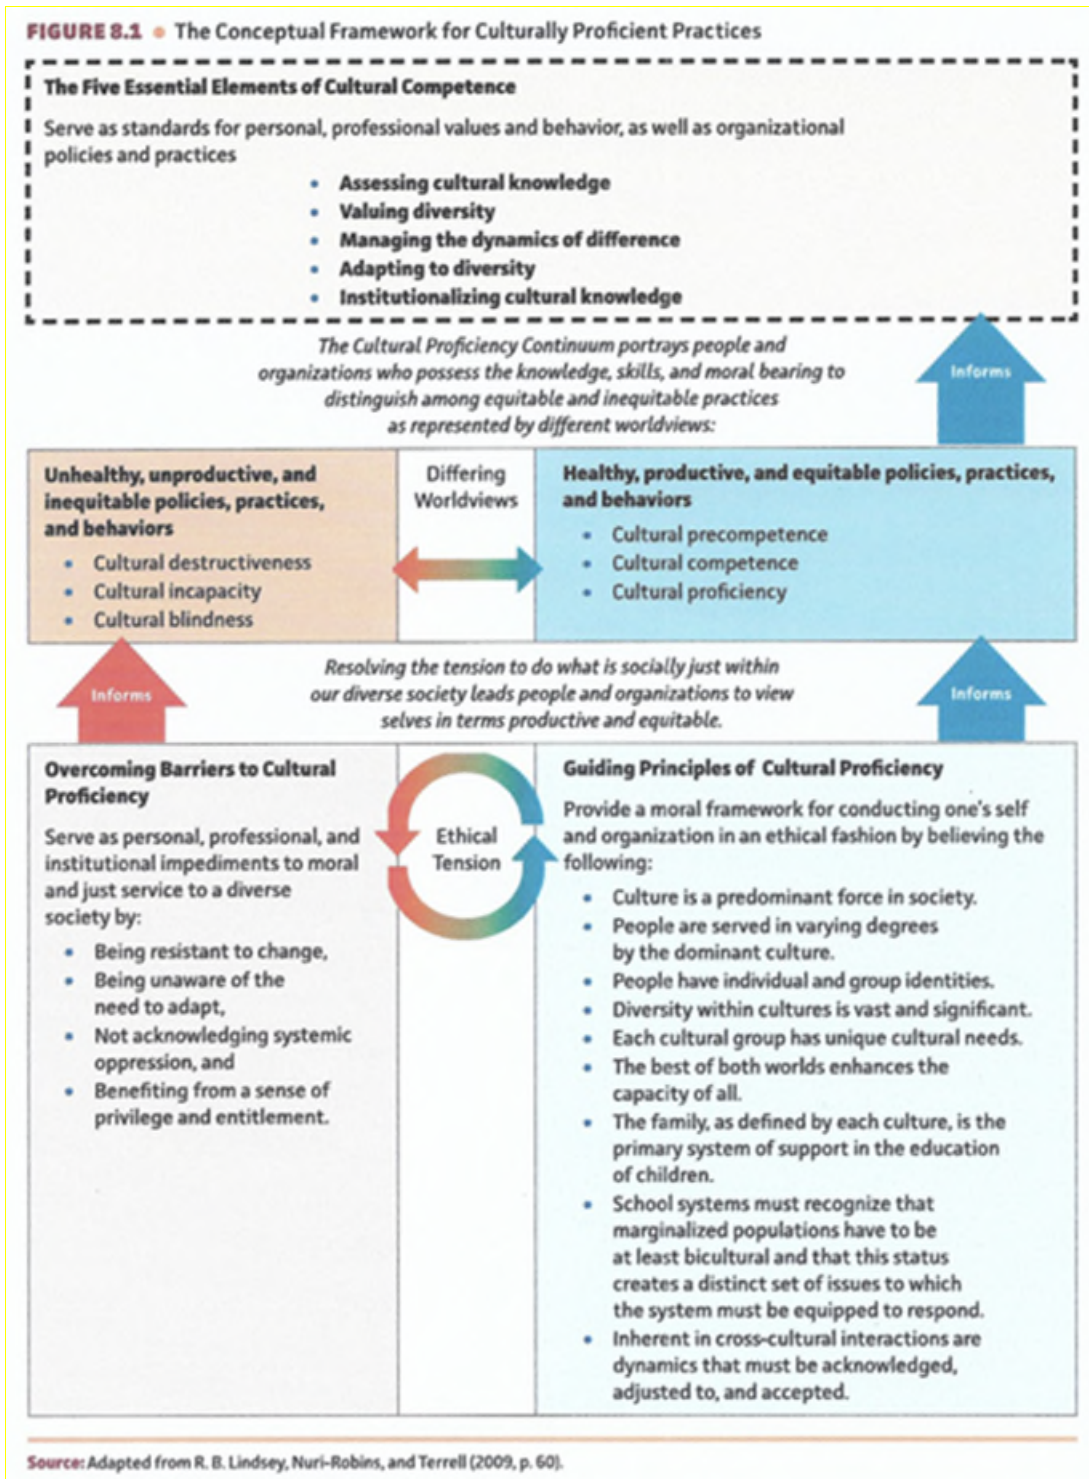 FIGURE 8.1 • The Conceptual Framework for Culturally Proficient Practices
The Five Essential Elements of Cultural Competence
Serve as standards for personal, professional values and behavior, as well as organizational
policies and practices
• Assessing cultural knowledge
• Valuing diversity
• Managing the dynamics of difference
• Adapting to diversity
• Institutionalizing cultural knowledge
The Cultural Proficiency Continuum portrays people and
organizations who possess the knowledge, skills, and moral bearing to
distinguish among equitable and inequitable practices
as represented by different worldviews:
Informs
Unhealthy, unproductive, and
inequitable policies, practices,
and behaviors
• Cultural destructiveness
• Cultural incapacity
• Cultural blindness
Differing
Worldviews
Healthy, productive, and equitable policies, practices,
and behaviors
• Cultural precompetence
• Cultural competence
• Cultural proficiency
Informs
Resolving the tension to do what is socially just within
our diverse society leads people and organizations to view
selves in terms productive and equitable.
Informs
Overcoming Barriers to Cultural
Proficiency
Serve as personal, professional, and
institutional impediments to moral
and just service to a diverse
society by:
• Being resistant to change,
• Being unaware of the
need to adapt,
• Not acknowledging systemic
oppression, and
• Benefiting from a sense of
privilege and entitlement.
Ethical
Tension
Guiding Principles of Cultural Proficiency
Provide a moral framework for conducting one's self
and organization in an ethical fashion by believing the
following:
• Culture is a predominant force in society.
• People are served in varying degrees
by the dominant culture.
• People have individual and group identities.
• Diversity within cultures is vast and significant.
• Each cultural group has unique cultural needs.
• The best of both worlds enhances the
capacity of all.
• The family, as defined by each culture, is the
primary system of support in the education
of children.
• School systems must recognize that
marginalized populations have to be
at least bicultural and that this status
creates a distinct set of issues to which
the system must be equipped to respond.
• Inherent in cross-cultural interactions are
dynamics that must be acknowledged,
adjusted to, and accepted.
Source: Adapted from R. B. Lindsey, Nuri-Robins, and Terrell (2009, p. 60).